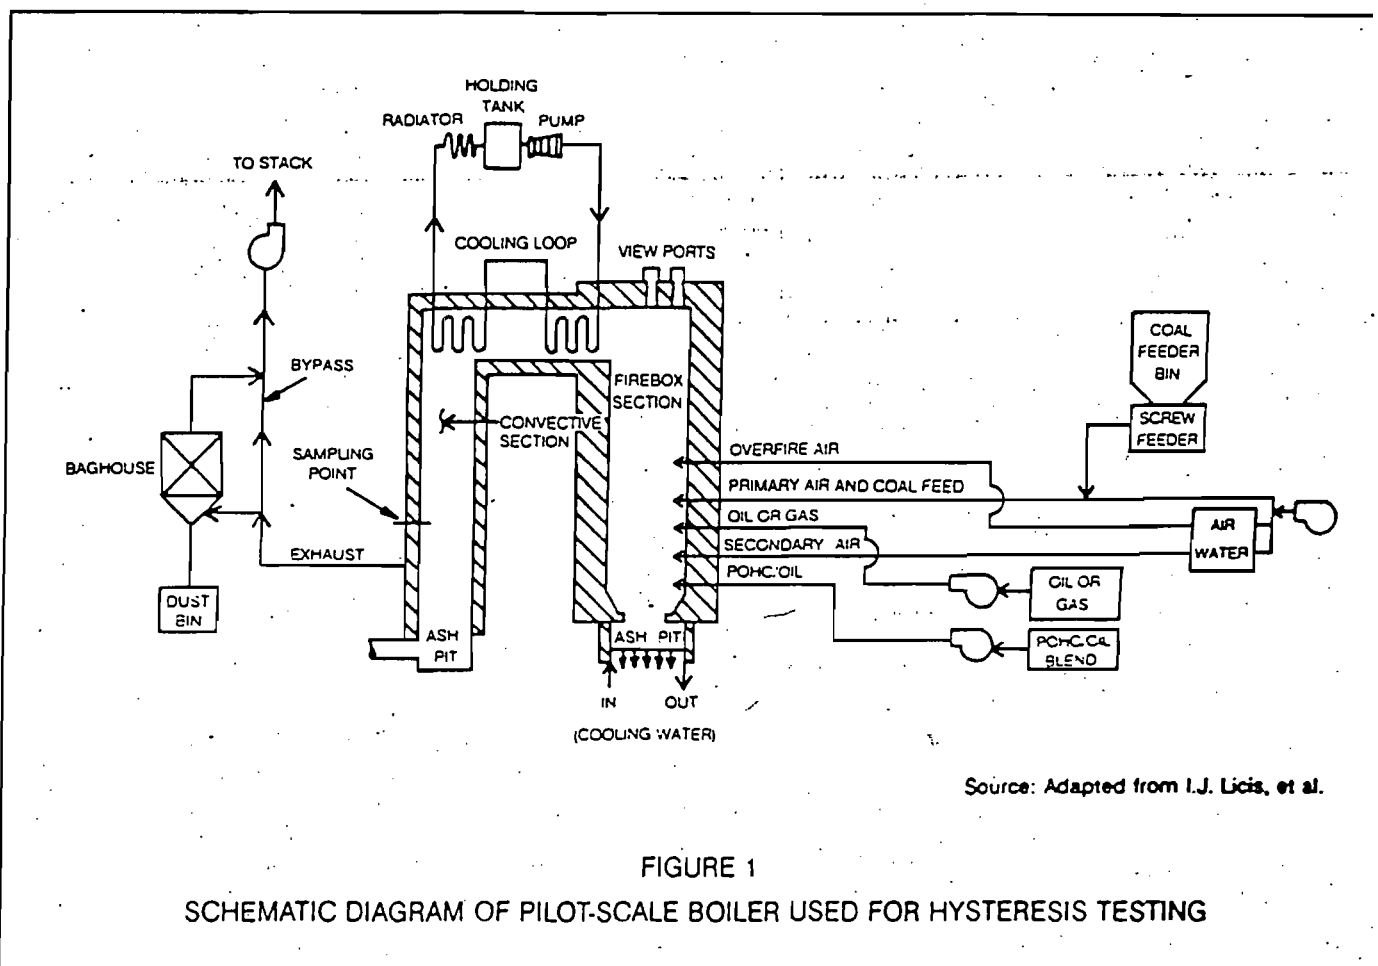 HOLDING
TANK
RADIATOR
PUMP
TO STACK
COOLING LOOP
VIEW PORTS
COAL
FEEDER
BIN
BYPASS
FIREBOX
SECTION
CONVECTIVE
SECTION
SCREW
FEEDER
OVERFIRE AIR
SAMPLING
POINT
BAGHOUSE
PRIMARY AIR AND COAL FEED
OIL OR GAS
AIR
WATER
SECONDARY AIR
EXHAUST
POHC/OIL
OIL OR
GAS
DUST
BIN
ASH
PIT
ASH PIT
POHC/OIL
BLEND
IN
OUT
(COOLING WATER)
Source: Adapted from I.J. Licis, et al.
FIGURE 1
SCHEMATIC DIAGRAM OF PILOT-SCALE BOILER USED FOR HYSTERESIS TESTING